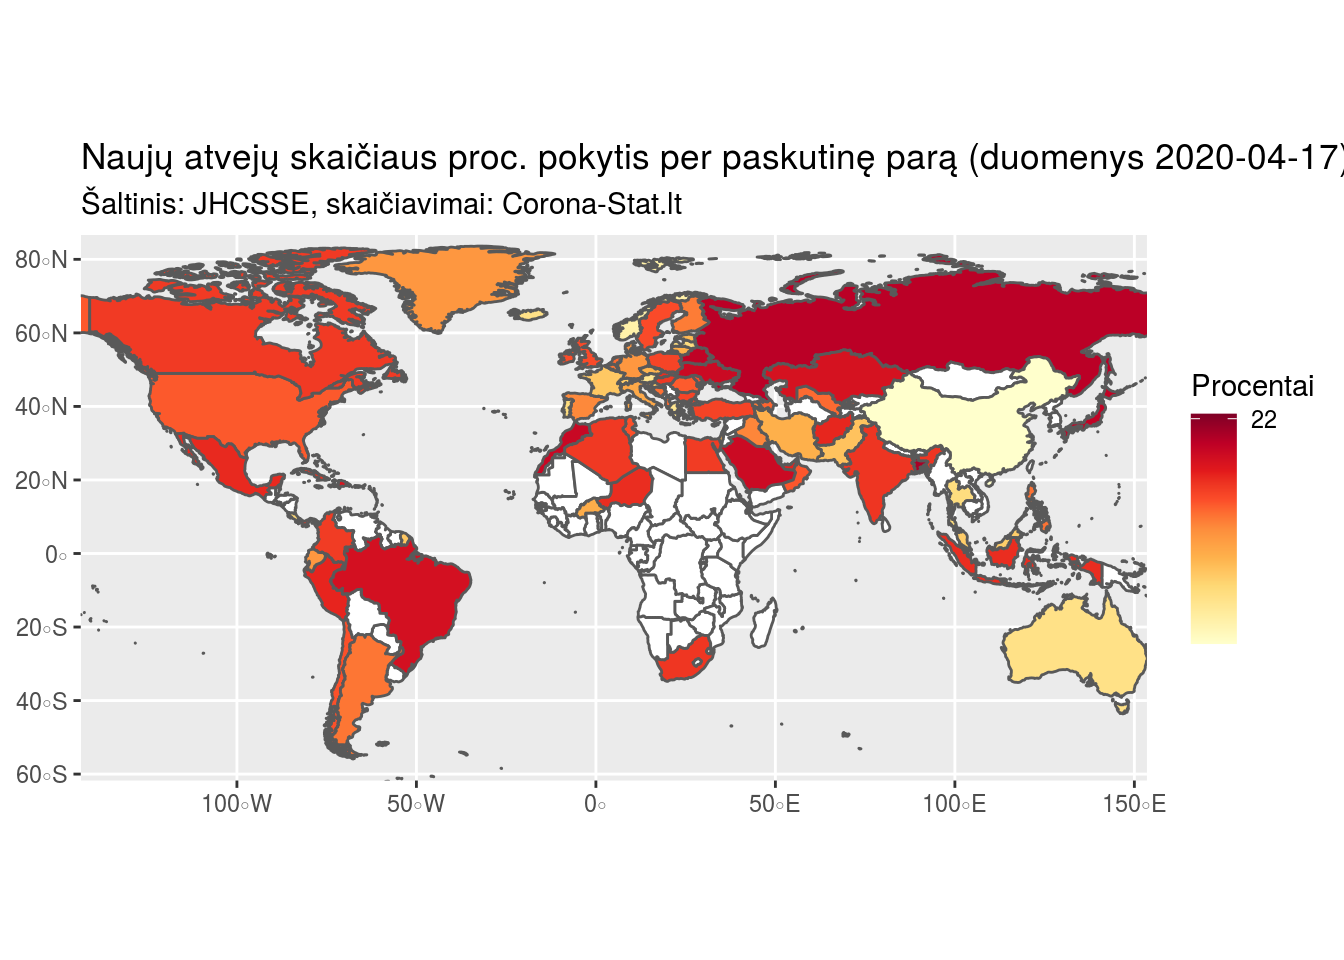 Naujų atvejų skaičiaus proc. pokytis per paskutinę parą (duomenys 2020-04-17)
Šaltinis: JHCSSE, skaičiavimai: Corona-Stat.lt
80°N
60°N
40°N
20°N
0°
20°S
40°S
60°S
100°W
50°W
0°
50°E
100°E
150°E
Procentai
22